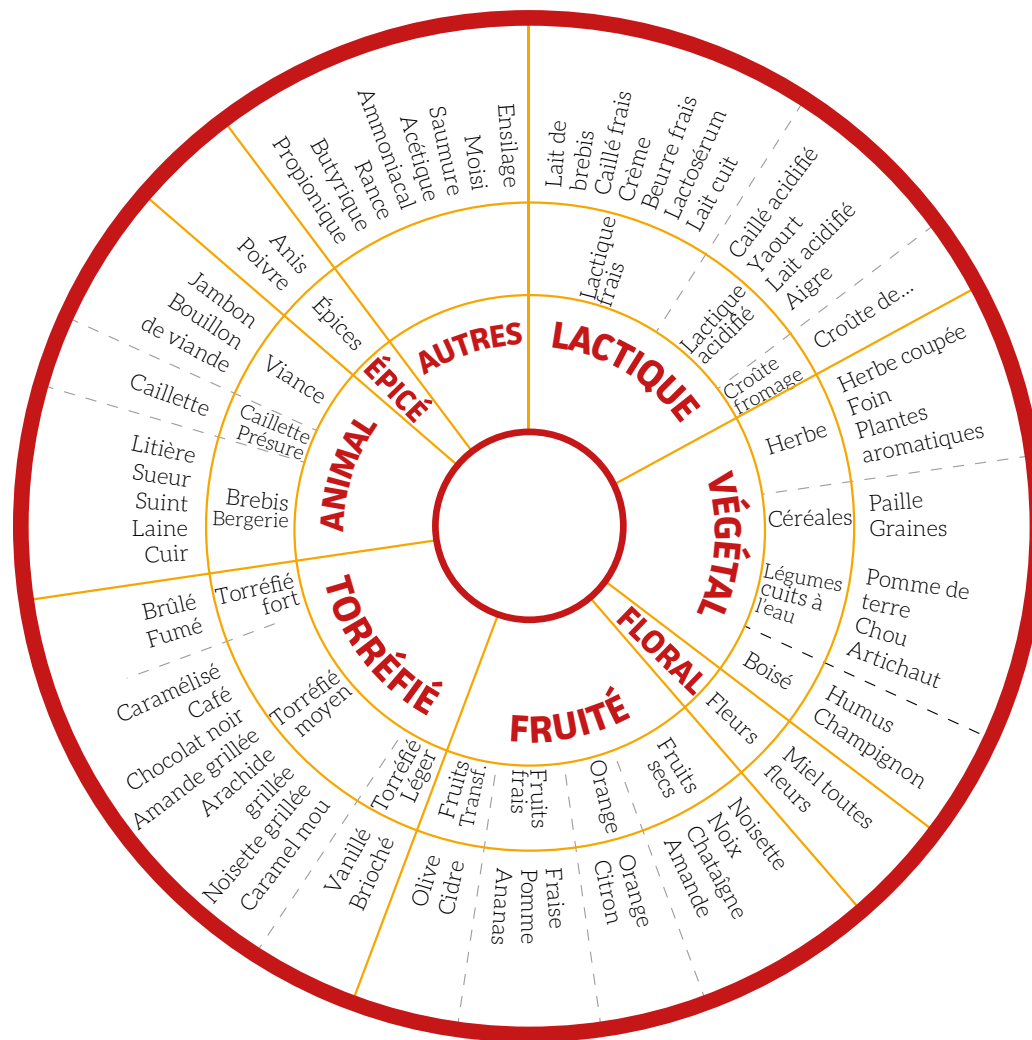 LACTIQUE
Lactique
frais
Lait de
brebis
Caillé frais
Crème
Beurre frais
Lactosérum
Lait cuit
Lactique
acidifié
Caillé acidifié
Yaourt
Lait acidifié
Aigre
Croûte
fromage
Croûte de...
VÉGÉTAL
Herbe
Herbe coupée
Foin
Plantes
aromatiques
Céréales
Paille
Graines
Légumes
cuits à
l'eau
Pomme de
terre
Chou
Artichaut
Boisé
Humus
Champignon
FLORAL
Fleurs
Miel toutes
fleurs
FRUITÉ
Fruits
secs
Noisette
Noix
Chataîgne
Amande
Orange
Orange
Citron
Fruits
frais
Fraise
Pomme
Ananas
Fruits
Transf.
Olive
Cidre
TORRÉFIÉ
Torréfié
Léger
Vanillé
Brioché
Torréfié
moyen
Caramélisé
Café
Chocolat noir
Amande grillée
Arachide
grillée
Noisette grillée
Caramel mou
Torréfié
fort
Brûlé
Fumé
ANIMAL
Brebis
Bergerie
Litière
Sueur
Suint
Laine
Cuir
Caillette
Présure
Caillette
Viance
Jambon
Bouillon
de viande
ÉPICÉ
Épices
Anis
Poivre
AUTRES
Propionique
Butyrique
Rance
Ammoniacal
Acétique
Saumure
Moisi
Ensilage